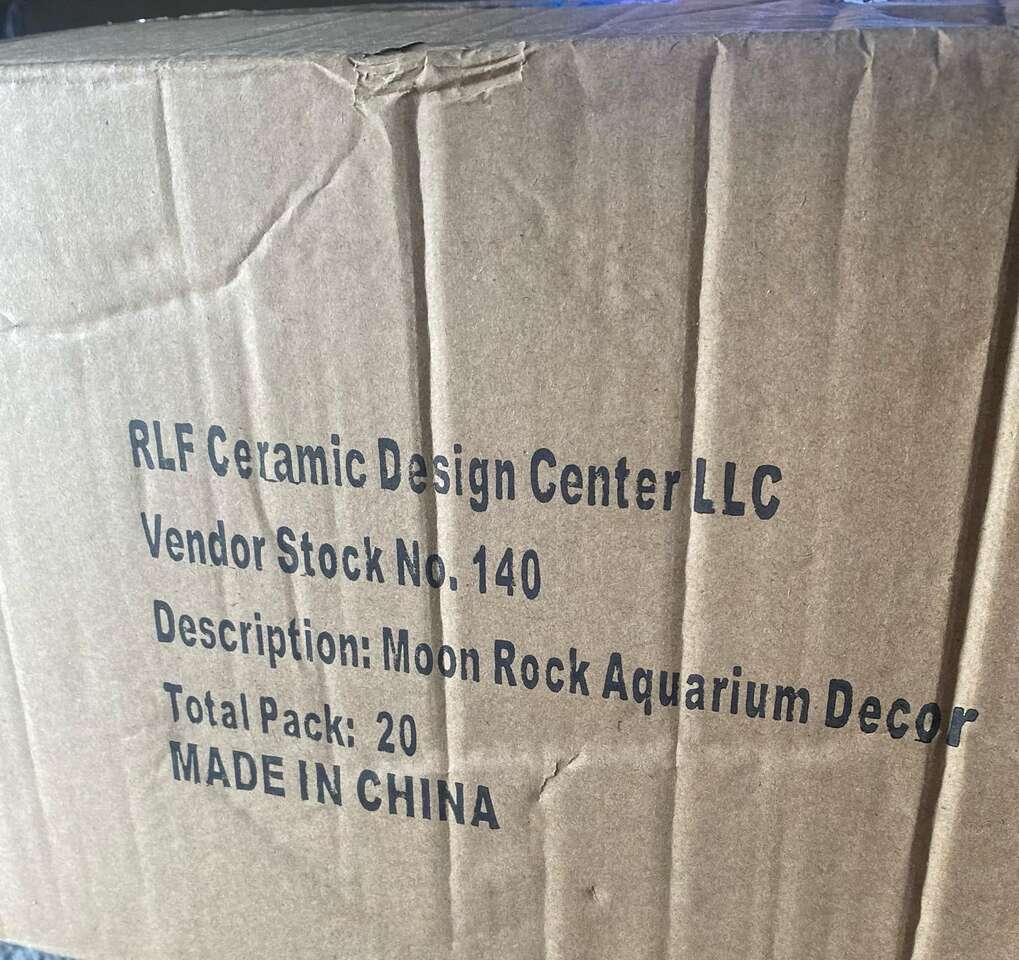 RLF Ceramic Design Center LLC
Vendor Stock No. 140
Description: Moon Rock Aquarium Decor
Total Pack: 20
MADE IN CHINA